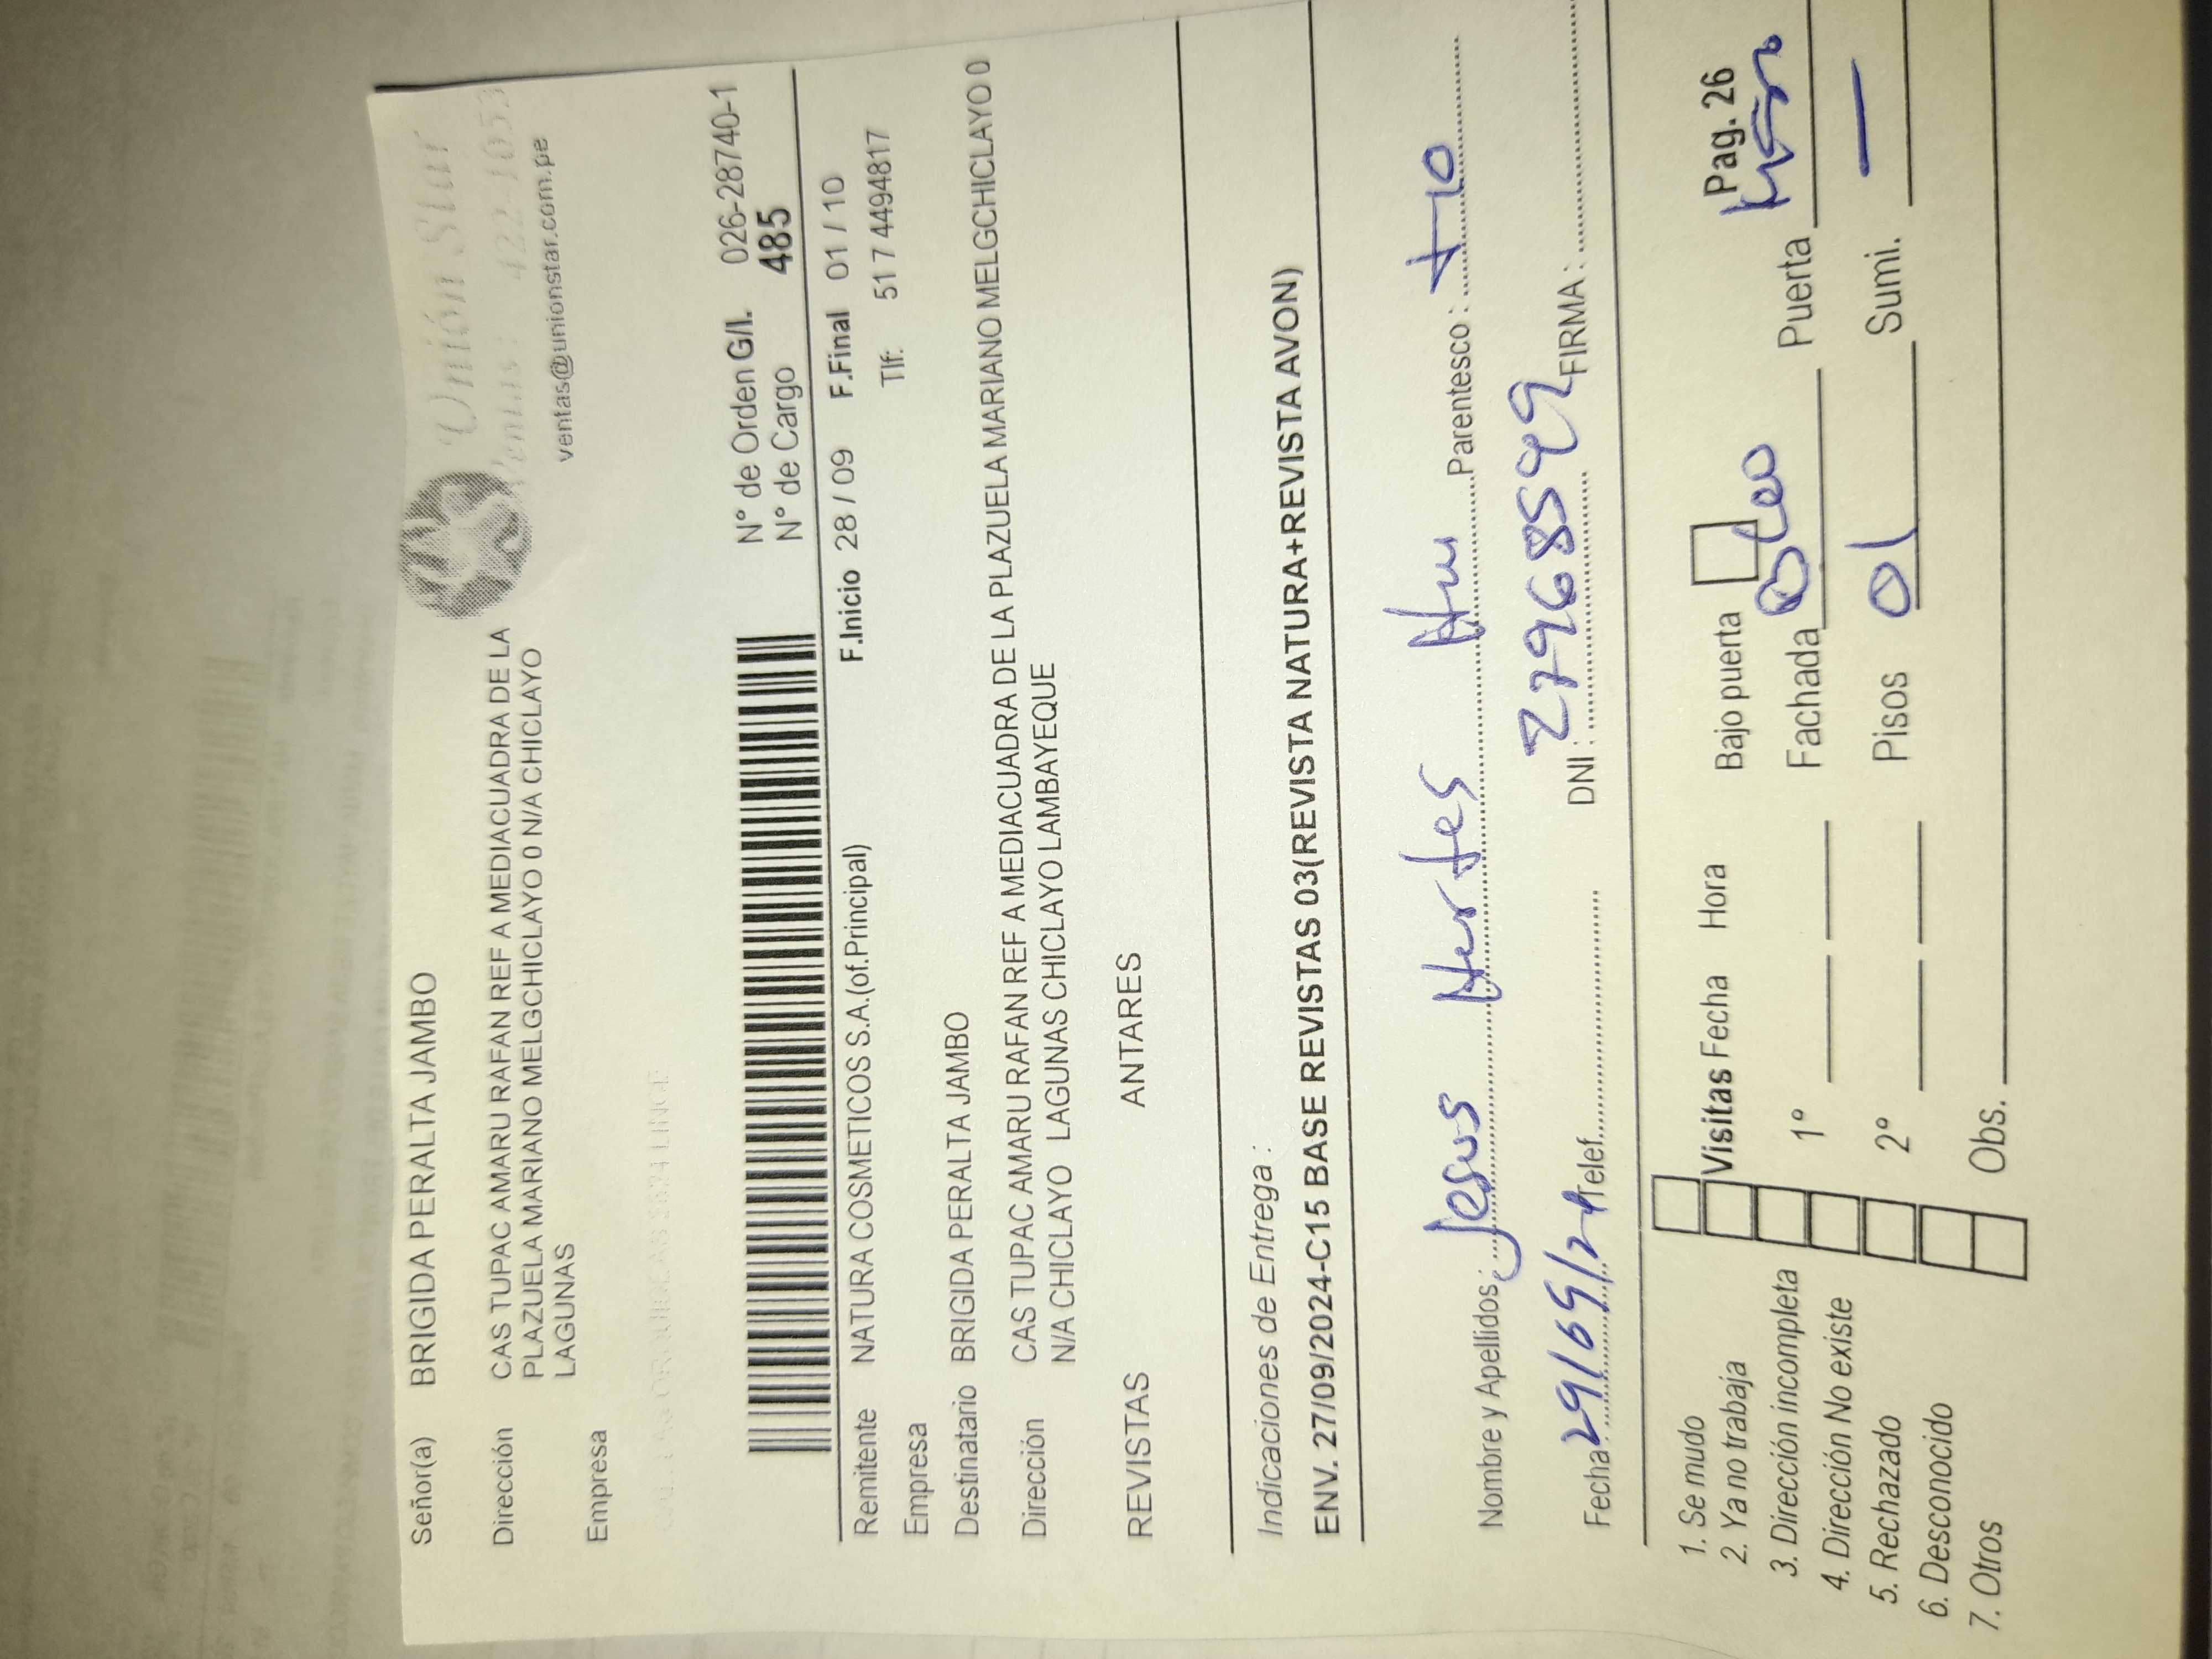 Señor(a) BRIGIDA PERALTA JAMBO
Unión Star
Ventas : 422-1053
ventas@unionstar.com.pe
Dirección CAS TUPAC AMARU RAFAN REF A MEDIACUADRA DE LA
PLAZUELA MARIANO MELGCHICLAYO 0 N/A CHICLAYO
LAGUNAS
Empresa
N° de Orden G/I. 026-28740-1
N° de Cargo 485
F.Inicio 28 / 09 F.Final 01 / 10
Remitente NATURA COSMETICOS S.A.(of.Principal) Tlf: 51 7 4494817
Empresa
Destinatario BRIGIDA PERALTA JAMBO
Dirección CAS TUPAC AMARU RAFAN REF A MEDIACUADRA DE LA PLAZUELA MARIANO MELGCHICLAYO 0
N/A CHICLAYO LAGUNAS CHICLAYO LAMBAYEQUE
REVISTAS ANTARES
Indicaciones de Entrega :
ENV. 27/09/2024-C15 BASE REVISTAS 03(REVISTA NATURA+REVISTA AVON)
Nombre y Apellidos: Jesus Parentesco : tio
Fecha 29/09/24 Telef. DNI : 27968599 FIRMA :
1. Se mudo
2. Ya no trabaja
3. Dirección incompleta
4. Dirección No existe
5. Rechazado
6. Desconocido
7. Otros
Visitas Fecha Hora Bajo puerta Pag. 26
1° Fachada Puerta
2° Pisos 01 Sumi. —
Obs.